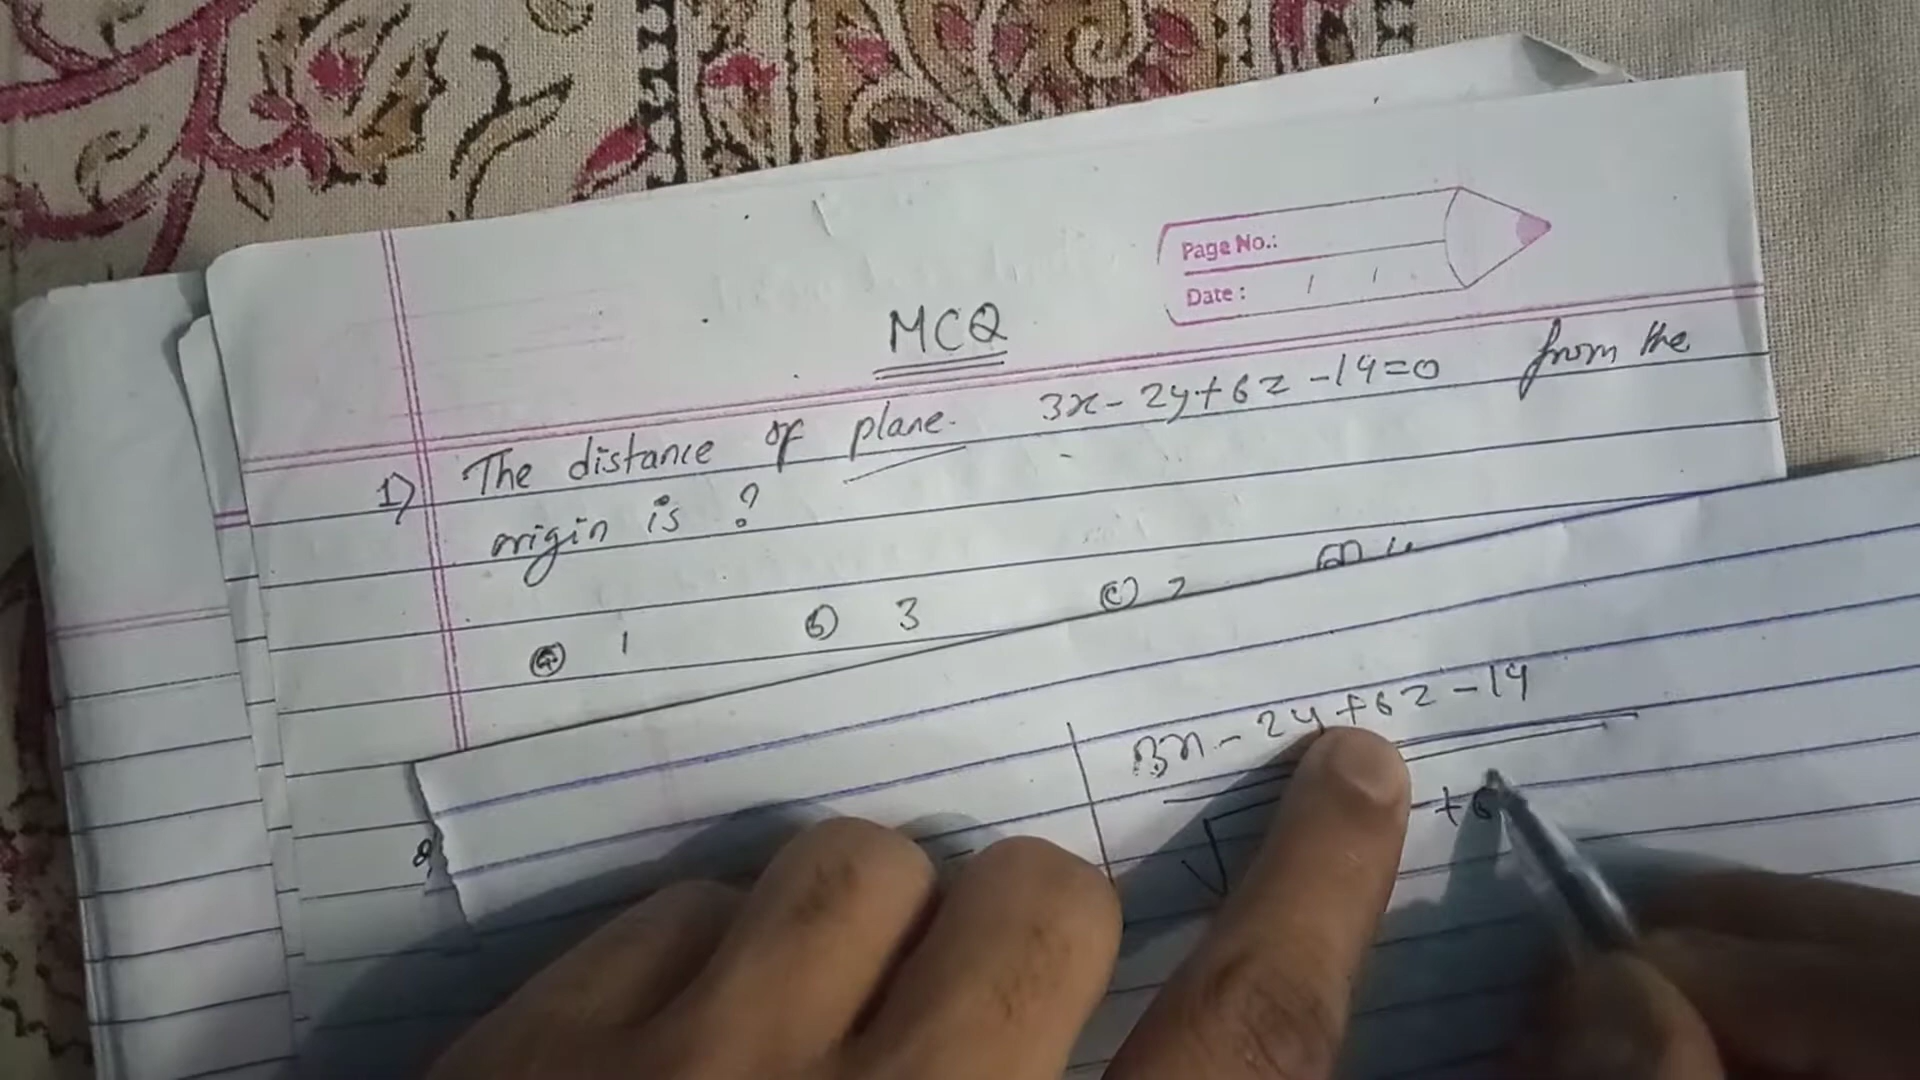 Page No.:
Date : / /
MCQ
1) The distance of plane. 3x-2y+6z-14=0 from the
origin is ?
(a) 1 (b) 3 (c) 2
3x-2y+6z-14
√ +6